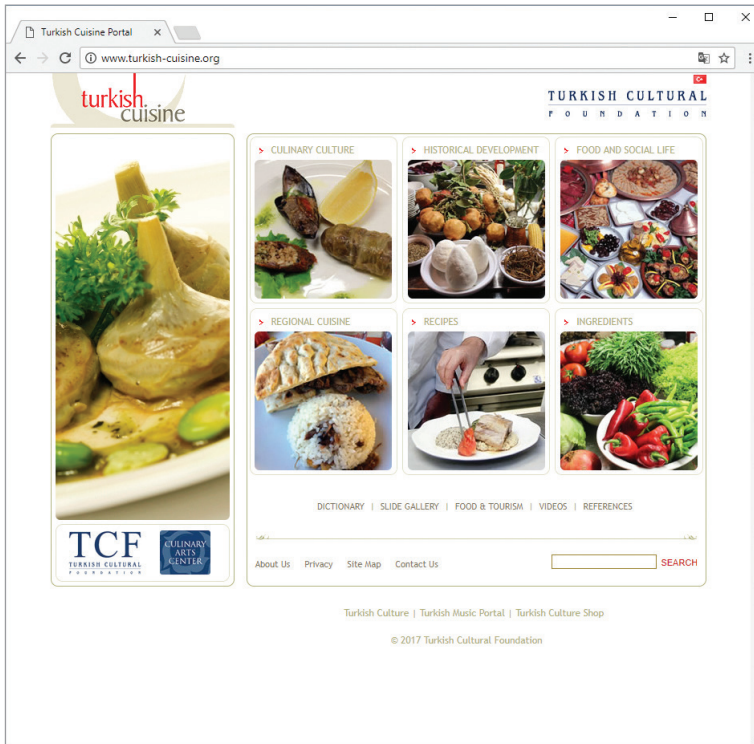 Turkish Cuisine Portal
www.turkish-cuisine.org
turkish
cuisine
TURKISH CULTURAL
FOUNDATION
> CULINARY CULTURE
> HISTORICAL DEVELOPMENT
> FOOD AND SOCIAL LIFE
> REGIONAL CUISINE
> RECIPES
> INGREDIENTS
DICTIONARY | SLIDE GALLERY | FOOD & TOURISM | VIDEOS | REFERENCES
TCF
TURKISH CULTURAL
FOUNDATION
CULINARY
ARTS
CENTER
About Us Privacy Site Map Contact Us SEARCH
Turkish Culture | Turkish Music Portal | Turkish Culture Shop
© 2017 Turkish Cultural Foundation